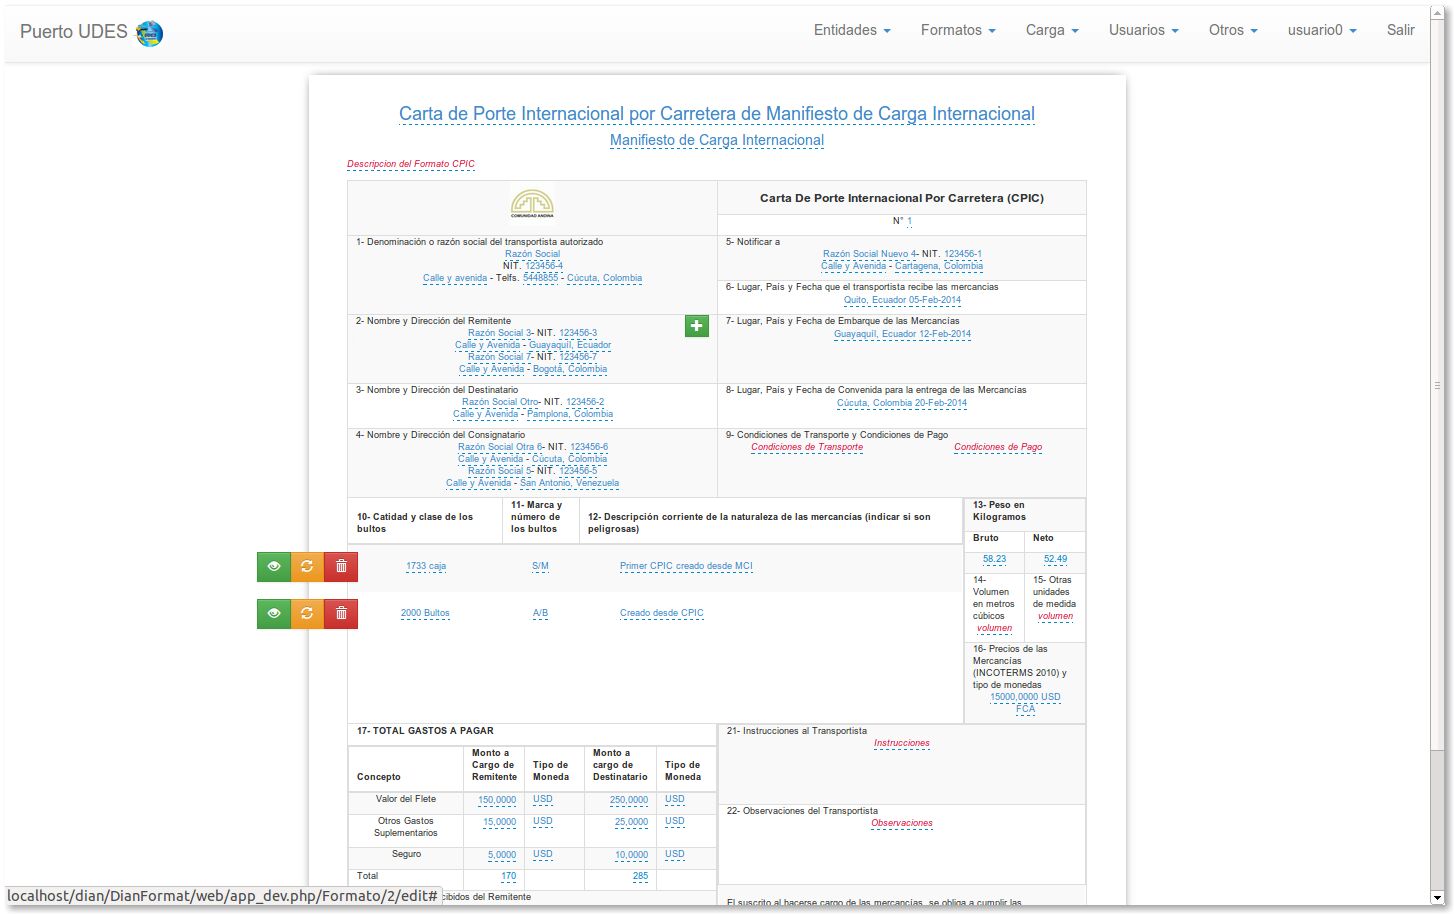 Puerto UDES
Entidades Formatos Carga Usuarios Otros usuario0 Salir
Carta de Porte Internacional por Carretera de Manifiesto de Carga Internacional
Manifiesto de Carga Internacional
Descripcion del Formato CPIC
COMUNIDAD ANDINA
Carta De Porte Internacional Por Carretera (CPIC)
N° 1
1- Denominación o razón social del transportista autorizado
Razón Social
NIT. 123456-4
Calle y avenida - Telfs. 5448855 - Cúcuta, Colombia
5- Notificar a
Razón Social Nuevo 4- NIT. 123456-1
Calle y Avenida - Cartagena, Colombia
6- Lugar, País y Fecha que el transportista recibe las mercancias
Quito, Ecuador 05-Feb-2014
2- Nombre y Dirección del Remitente
Razón Social 3- NIT. 123456-3
Calle y Avenida - Guayaquil, Ecuador
Razón Social 7- NIT. 123456-7
Calle y Avenida - Bogotá, Colombia
7- Lugar, País y Fecha de Embarque de las Mercancías
Guayaquil, Ecuador 12-Feb-2014
3- Nombre y Dirección del Destinatario
Razón Social Otro- NIT. 123456-2
Calle y Avenida - Pamplona, Colombia
8- Lugar, País y Fecha de Convenida para la entrega de las Mercancías
Cúcuta, Colombia 20-Feb-2014
4- Nombre y Dirección del Consignatario
Razón Social Otra 6- NIT. 123456-6
Calle y Avenida - Cúcuta, Colombia
Razón Social 5- NIT. 123456-5
Calle y Avenida - San Antonio, Venezuela
9- Condiciones de Transporte y Condiciones de Pago
Condiciones de Transporte Condiciones de Pago
10- Catidad y clase de los
bultos
11- Marca y
número de
los bultos
12- Descripción corriente de la naturaleza de las mercancías (indicar si son
peligrosas)
13- Peso en
Kilogramos
Bruto Neto
58.23 52.49
1733 caja S/M Primer CPIC creado desde MCI
2000 Bultos A/B Creado desde CPIC
14-
Volumen
en metros
cúbicos
volumen
15- Otras
unidades
de medida
volumen
16- Precios de las
Mercancías
(INCOTERMS 2010) y
tipo de monedas
15000,0000 USD
FCA
17- TOTAL GASTOS A PAGAR
Concepto
Monto a
Cargo de
Remitente
Tipo de
Moneda
Monto a
cargo de
Destinatario
Tipo de
Moneda
Valor del Flete 150,0000 USD 250,0000 USD
Otros Gastos
Suplementarios
15,0000 USD 25,0000 USD
Seguro 5,0000 USD 10,0000 USD
Total 170 285
21- Instrucciones al Transportista
Instrucciones
22- Observaciones del Transportista
Observaciones
cibidos del Remitente
El suscrito al hacerse cargo de las mercancías, se obliga a cumplir las
localhost/dian/DianFormat/web/app_dev.php/Formato/2/edit#